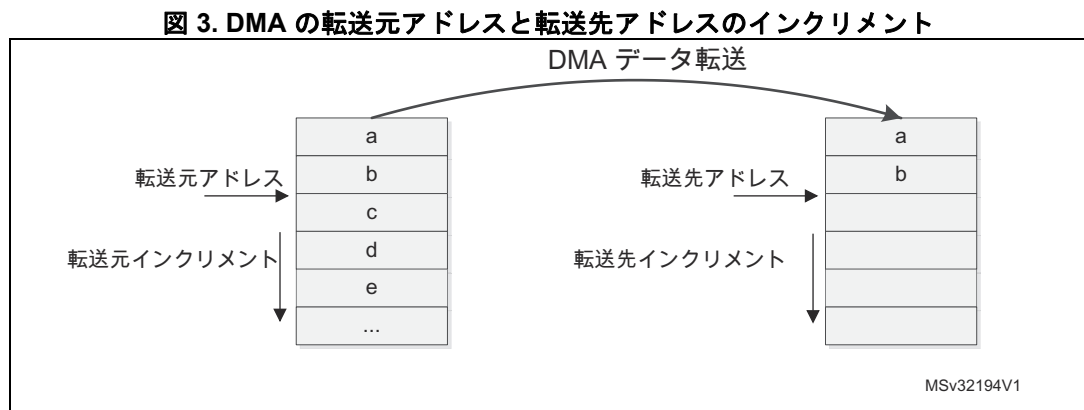 図 3. DMA の転送元アドレスと転送先アドレスのインクリメント
DMA データ転送
a
b
c
d
e
...
転送元アドレス
転送元インクリメント
a
b
転送先アドレス
転送先インクリメント
MSv32194V1